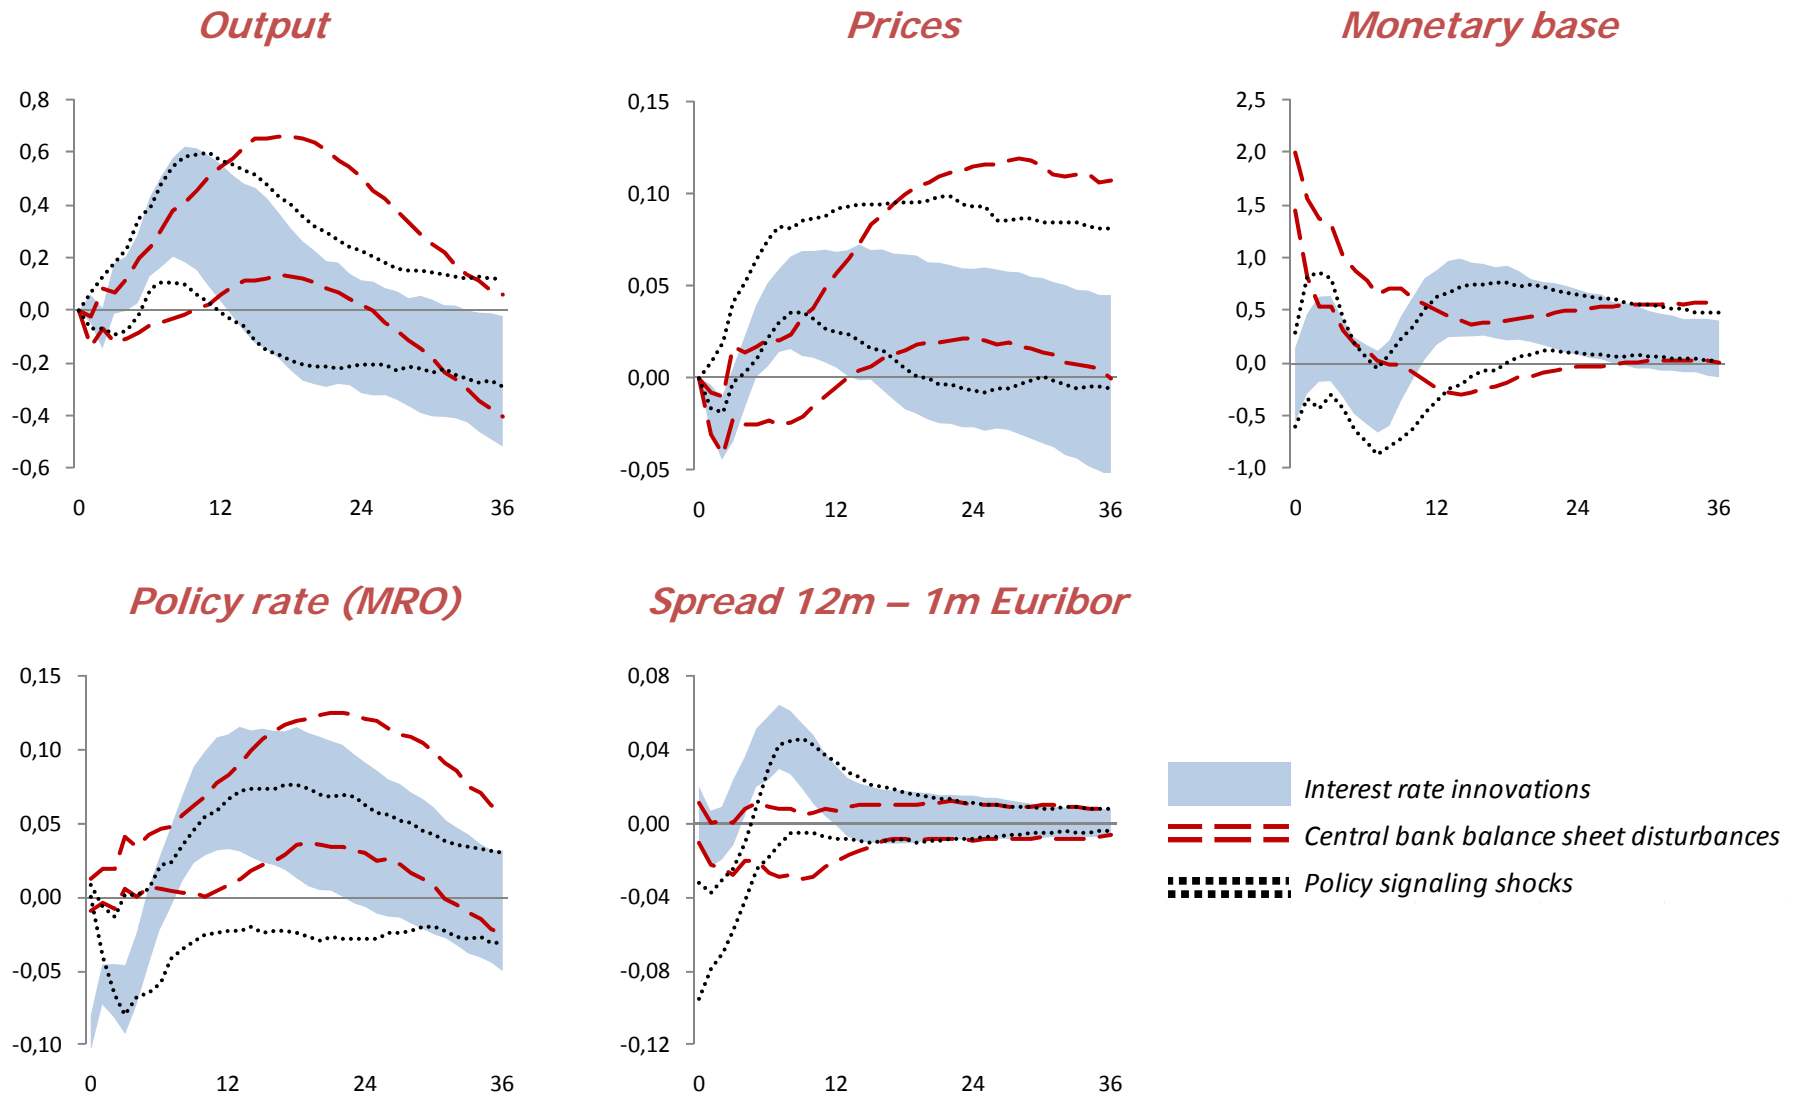 Output
Prices
Monetary base
0,8
0,6
0,4
0,2
0,0
-0,2
-0,4
-0,6
0 12 24 36
0,15
0,10
0,05
0,00
-0,05
0 12 24 36
2,5
2,0
1,5
1,0
0,5
0,0
-0,5
-1,0
0 12 24 36
Policy rate (MRO)
Spread 12m – 1m Euribor
0,15
0,10
0,05
0,00
-0,05
-0,10
0 12 24 36
0,08
0,04
0,00
-0,04
-0,08
-0,12
0 12 24 36
Interest rate innovations
Central bank balance sheet disturbances
Policy signaling shocks